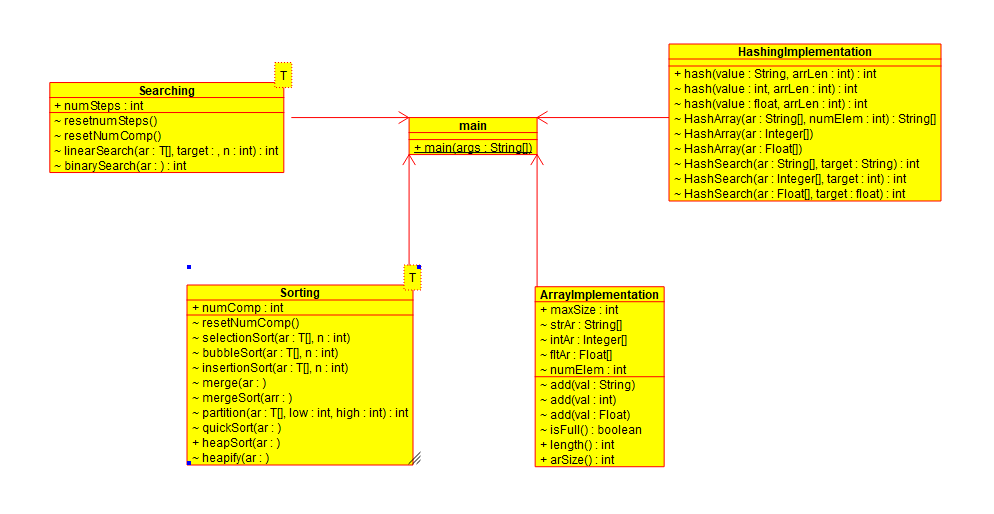 T
Searching
+ numSteps : int
~ resetnumSteps()
~ resetNumComp()
~ linearSearch(ar : T[], target : , n : int) : int
~ binarySearch(ar : ) : int
main
+ main(args : String[])
HashingImplementation
+ hash(value : String, arrLen : int) : int
~ hash(value : int, arrLen : int) : int
~ hash(value : float, arrLen : int) : int
~ HashArray(ar : String[], numElem : int) : String[]
~ HashArray(ar : Integer[])
~ HashArray(ar : Float[])
~ HashSearch(ar : String[], target : String) : int
~ HashSearch(ar : Integer[], target : int) : int
~ HashSearch(ar : Float[], target : float) : int
T
Sorting
+ numComp : int
~ resetNumComp()
~ selectionSort(ar : T[], n : int)
~ bubbleSort(ar : T[], n : int)
~ insertionSort(ar : T[], n : int)
~ merge(ar : )
~ mergeSort(arr : )
~ partition(ar : T[], low : int, high : int) : int
~ quickSort(ar : )
+ heapSort(ar : )
~ heapify(ar : )
ArrayImplementation
+ maxSize : int
~ strAr : String[]
~ intAr : Integer[]
~ fltAr : Float[]
~ numElem : int
~ add(val : String)
~ add(val : int)
~ add(val : Float)
~ isFull() : boolean
+ length() : int
+ arSize() : int